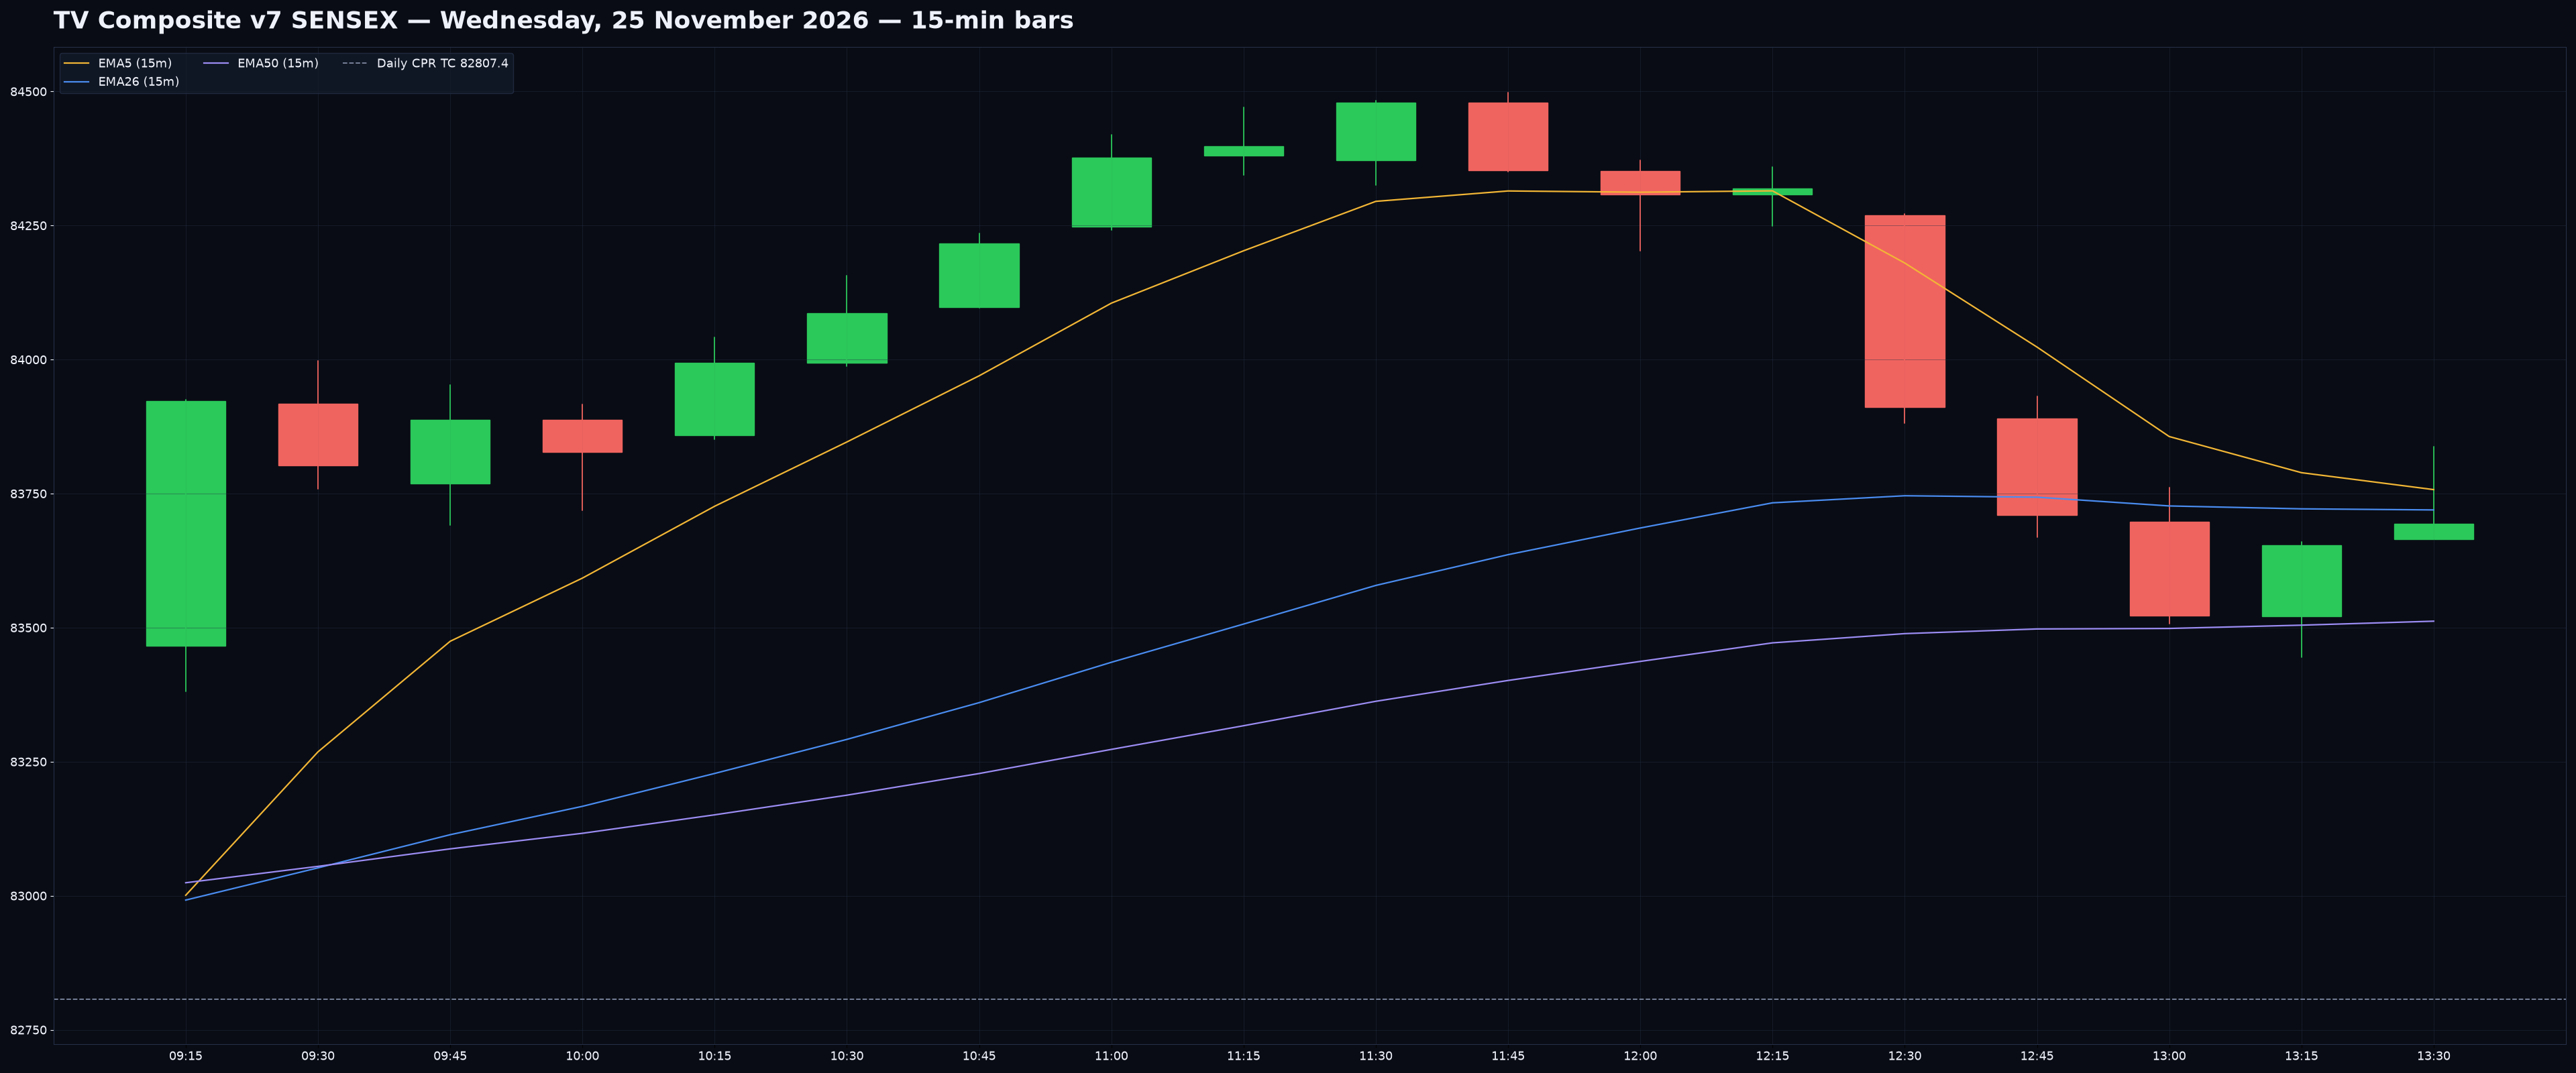 TV Composite v7 SENSEX — Wednesday, 25 November 2026 — 15-min bars
EMA5 (15m)
EMA26 (15m)
EMA50 (15m)
Daily CPR TC 82807.4
84500
84250
84000
83750
83500
83250
83000
82750
09:15 09:30 09:45 10:00 10:15 10:30 10:45 11:00 11:15 11:30 11:45 12:00 12:15 12:30 12:45 13:00 13:15 13:30